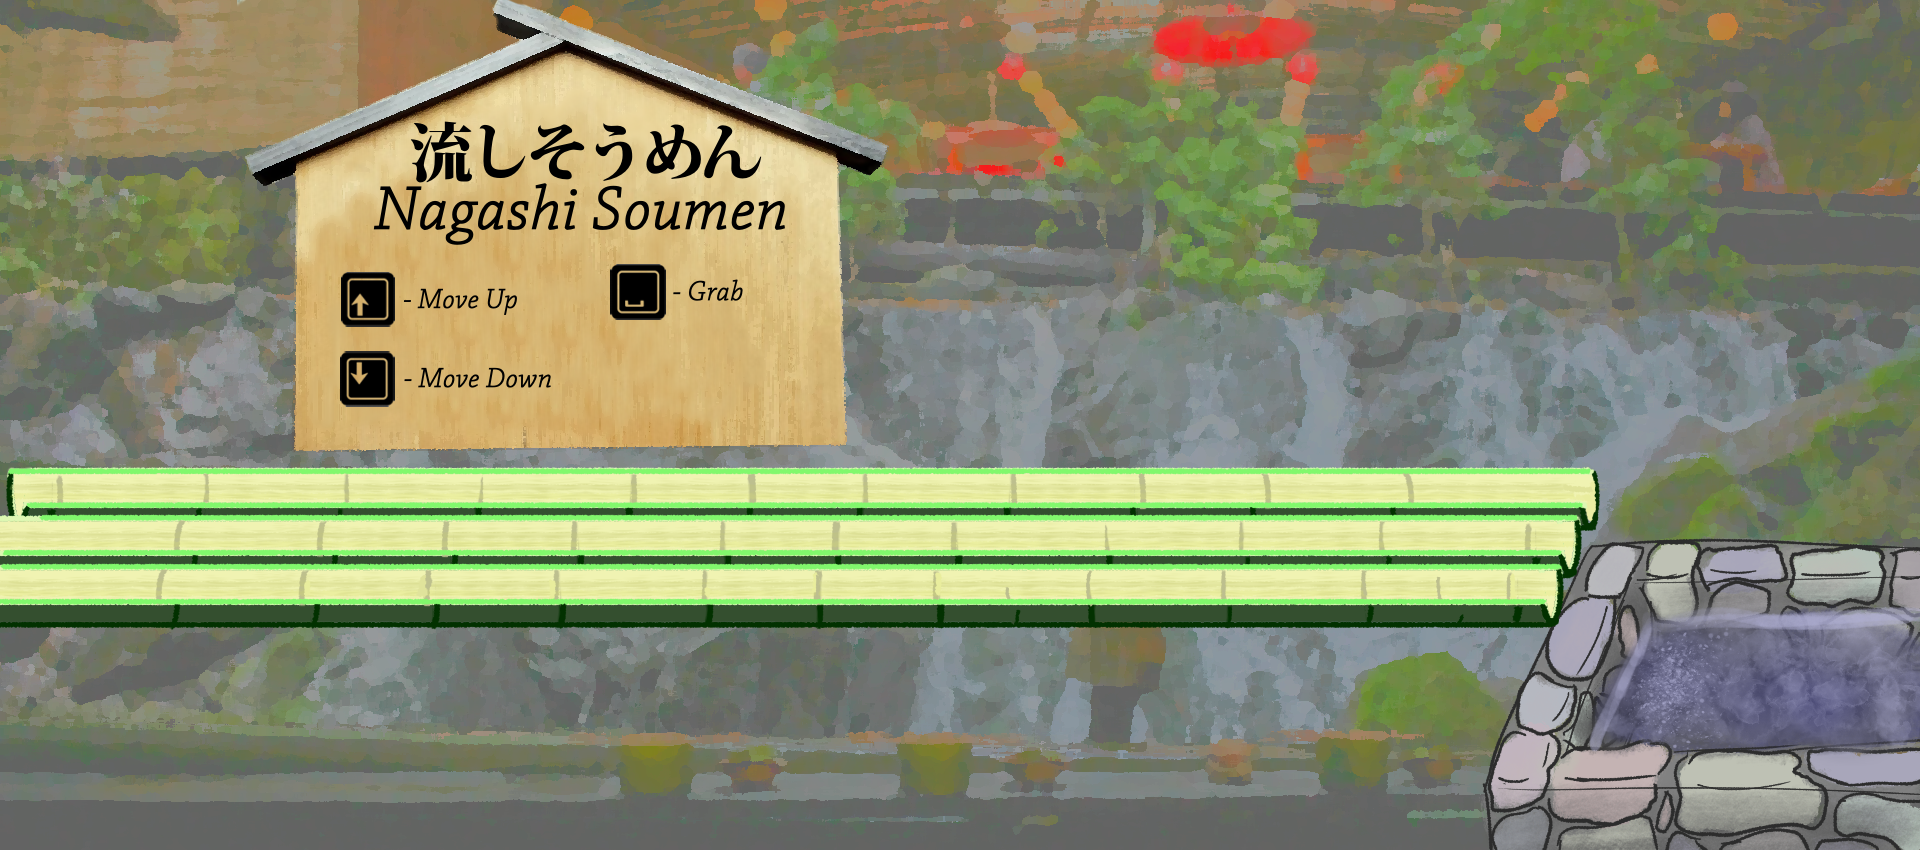 流しそうめん
Nagashi Soumen
- Move Up
- Grab
- Move Down